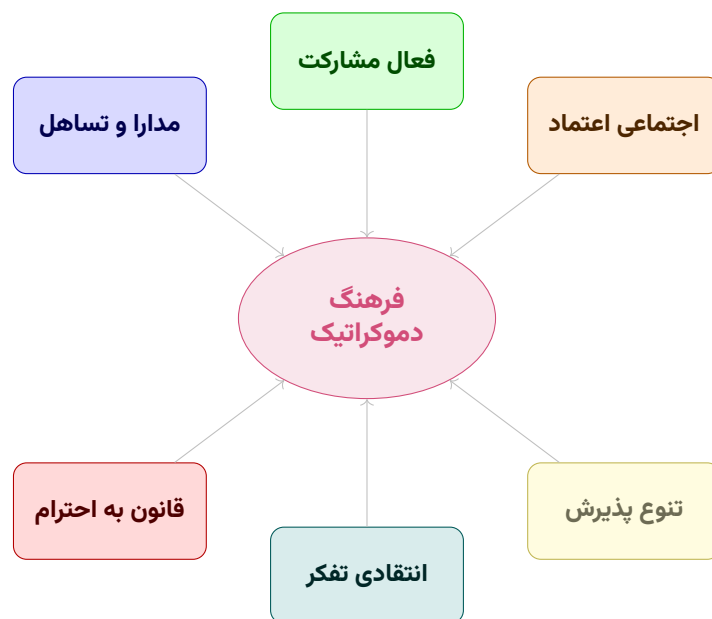 فعال مشارکت
اجتماعی اعتماد
مدارا و تساهل
فرهنگ
دموکراتیک
تنوع پذیرش
قانون به احترام
انتقادی تفکر